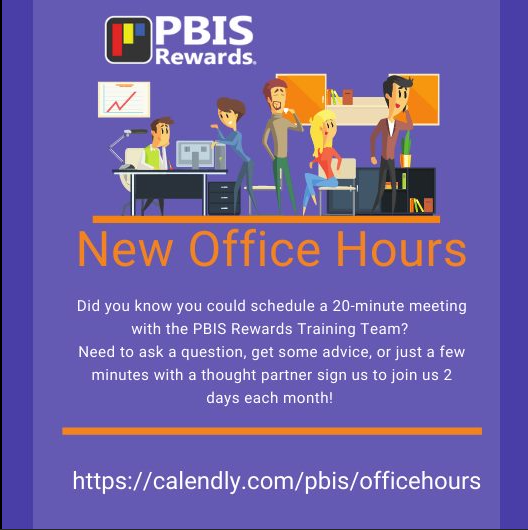 PBIS
Rewards.
New Office Hours
Did you know you could schedule a 20-minute meeting
with the PBIS Rewards Training Team?
Need to ask a question, get some advice, or just a few
minutes with a thought partner sign us to join us 2
days each month!
https://calendly.com/pbis/officehours